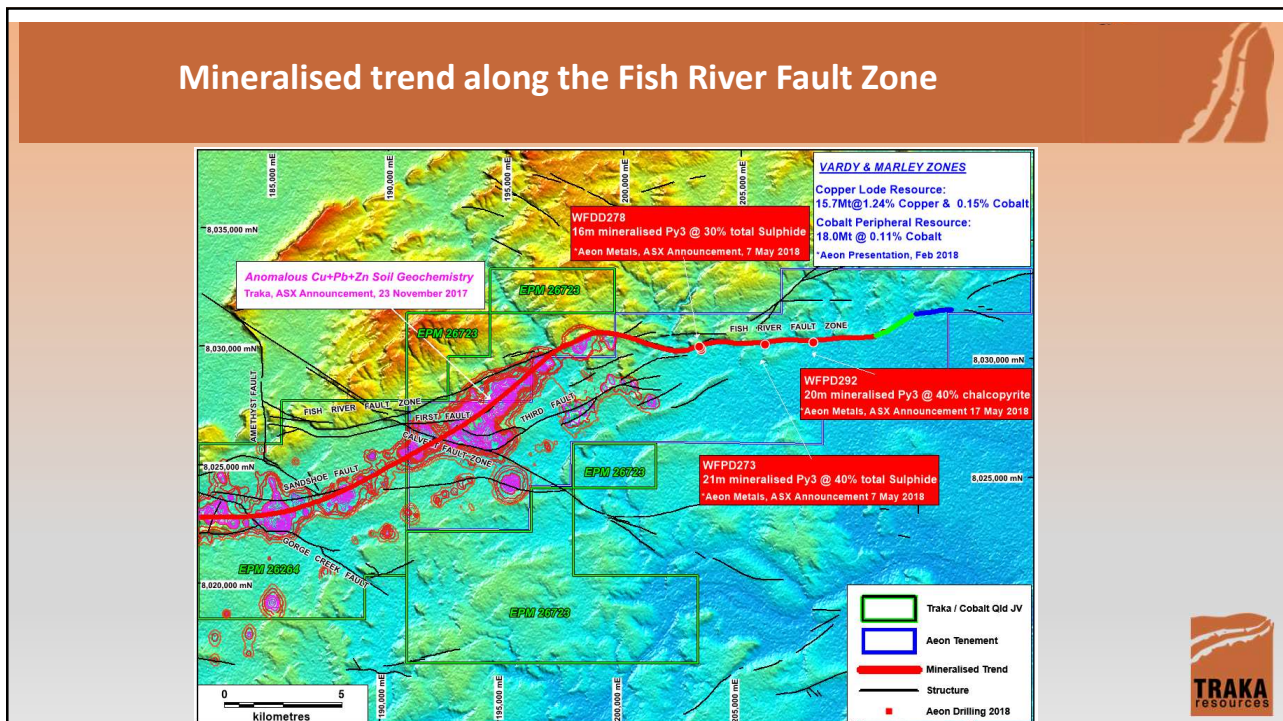 Mineralised trend along the Fish River Fault Zone
185,000 mE
190,000 mE
195,000 mE
200,000 mE
205,000 mE
VARDY & MARLEY ZONES
Copper Lode Resource:
15.7Mt@1.24% Copper & 0.15% Cobalt
Cobalt Peripheral Resource:
18.0Mt @ 0.11% Cobalt
*Aeon Presentation, Feb 2018
WFDD278
16m mineralised Py3 @ 30% total Sulphide
*Aeon Metals, ASX Announcement, 7 May 2018
8,035,000 mN
Anomalous Cu+Pb+Zn Soil Geochemistry
Traka, ASX Announcement, 23 November 2017
EPM 26723
EPM 26723
FISH RIVER FAULT ZONE
8,030,000 mN
8,030,000 mN
WFPD292
20m mineralised Py3 @ 40% chalcopyrite
*Aeon Metals, ASX Announcement 17 May 2018
AMETHYST FAULT
FISH RIVER FAULT ZONE
FIRST FAULT
THIRD FAULT
CALVERT FAULT ZONE
8,025,000 mN
SANDSHOE FAULT
EPM 26723
WFPD273
21m mineralised Py3 @ 40% total Sulphide
*Aeon Metals, ASX Announcement 7 May 2018
8,025,000 mN
GORGE CREEK FAULT
EPM 26264
8,020,000 mN
EPM 26723
Traka / Cobalt Qld JV
Aeon Tenement
Mineralised Trend
Structure
Aeon Drilling 2018
0 5
kilometres
190,000 mE
195,000 mE
200,000 mE
205,000 mE
TRAKA
resources